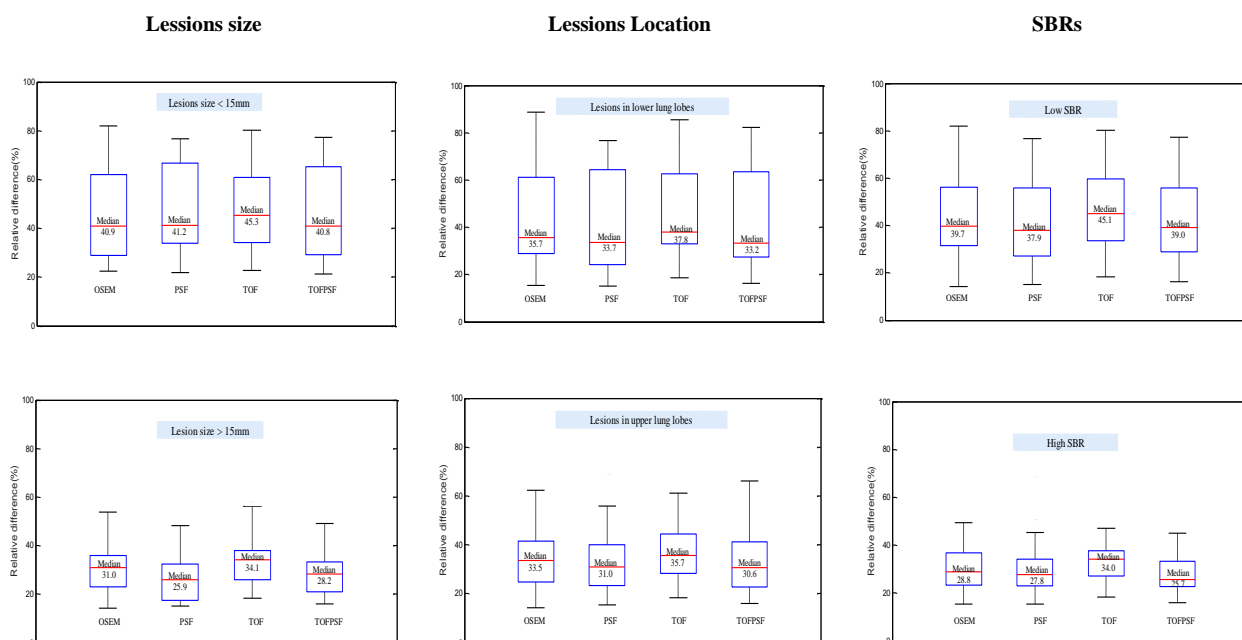 Lessions size
Lessions Location
SBRs
Lesions size < 15mm
Relative difference(%)
100
80
60
40
20
0
Median
40.9
Median
41.2
Median
45.3
Median
40.8
OSEM
PSF
TOF
TOFPSF
Lesions in lower lung lobes
Relative difference(%)
100
80
60
40
20
0
Median
35.7
Median
33.7
Median
37.8
Median
33.2
OSEM
PSF
TOF
TOFPSF
Low SBR
Relative difference(%)
100
80
60
40
20
0
Median
39.7
Median
37.9
Median
45.1
Median
39.0
OSEM
PSF
TOF
TOFPSF
Lesion size > 15mm
Relative difference(%)
100
80
60
40
20
Median
31.0
Median
25.9
Median
34.1
Median
28.2
OSEM
PSF
TOF
TOFPSF
Lesions in upper lung lobes
Relative difference(%)
100
80
60
40
20
Median
33.5
Median
31.0
Median
35.7
Median
30.6
OSEM
PSF
TOF
TOFPSF
High SBR
Relative difference(%)
100
80
60
40
20
Median
28.8
Median
27.8
Median
34.0
Median
25.7
OSEM
PSF
TOF
TOFPSF